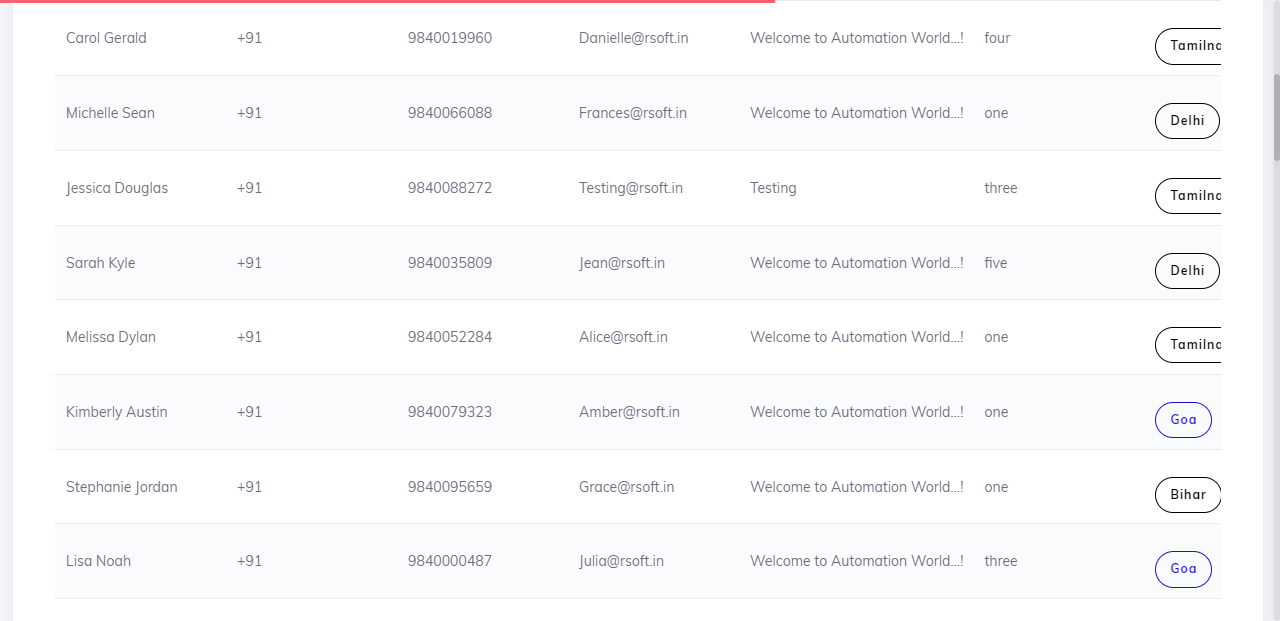 Carol Gerald +91 9840019960 Danielle@rsoft.in Welcome to Automation World...! four Tamilna
Michelle Sean +91 9840066088 Frances@rsoft.in Welcome to Automation World...! one Delhi
Jessica Douglas +91 9840088272 Testing@rsoft.in Testing three Tamilna
Sarah Kyle +91 9840035809 Jean@rsoft.in Welcome to Automation World...! five Delhi
Melissa Dylan +91 9840052284 Alice@rsoft.in Welcome to Automation World...! one Tamilna
Kimberly Austin +91 9840079323 Amber@rsoft.in Welcome to Automation World...! one Goa
Stephanie Jordan +91 9840095659 Grace@rsoft.in Welcome to Automation World...! one Bihar
Lisa Noah +91 9840000487 Julia@rsoft.in Welcome to Automation World...! three Goa